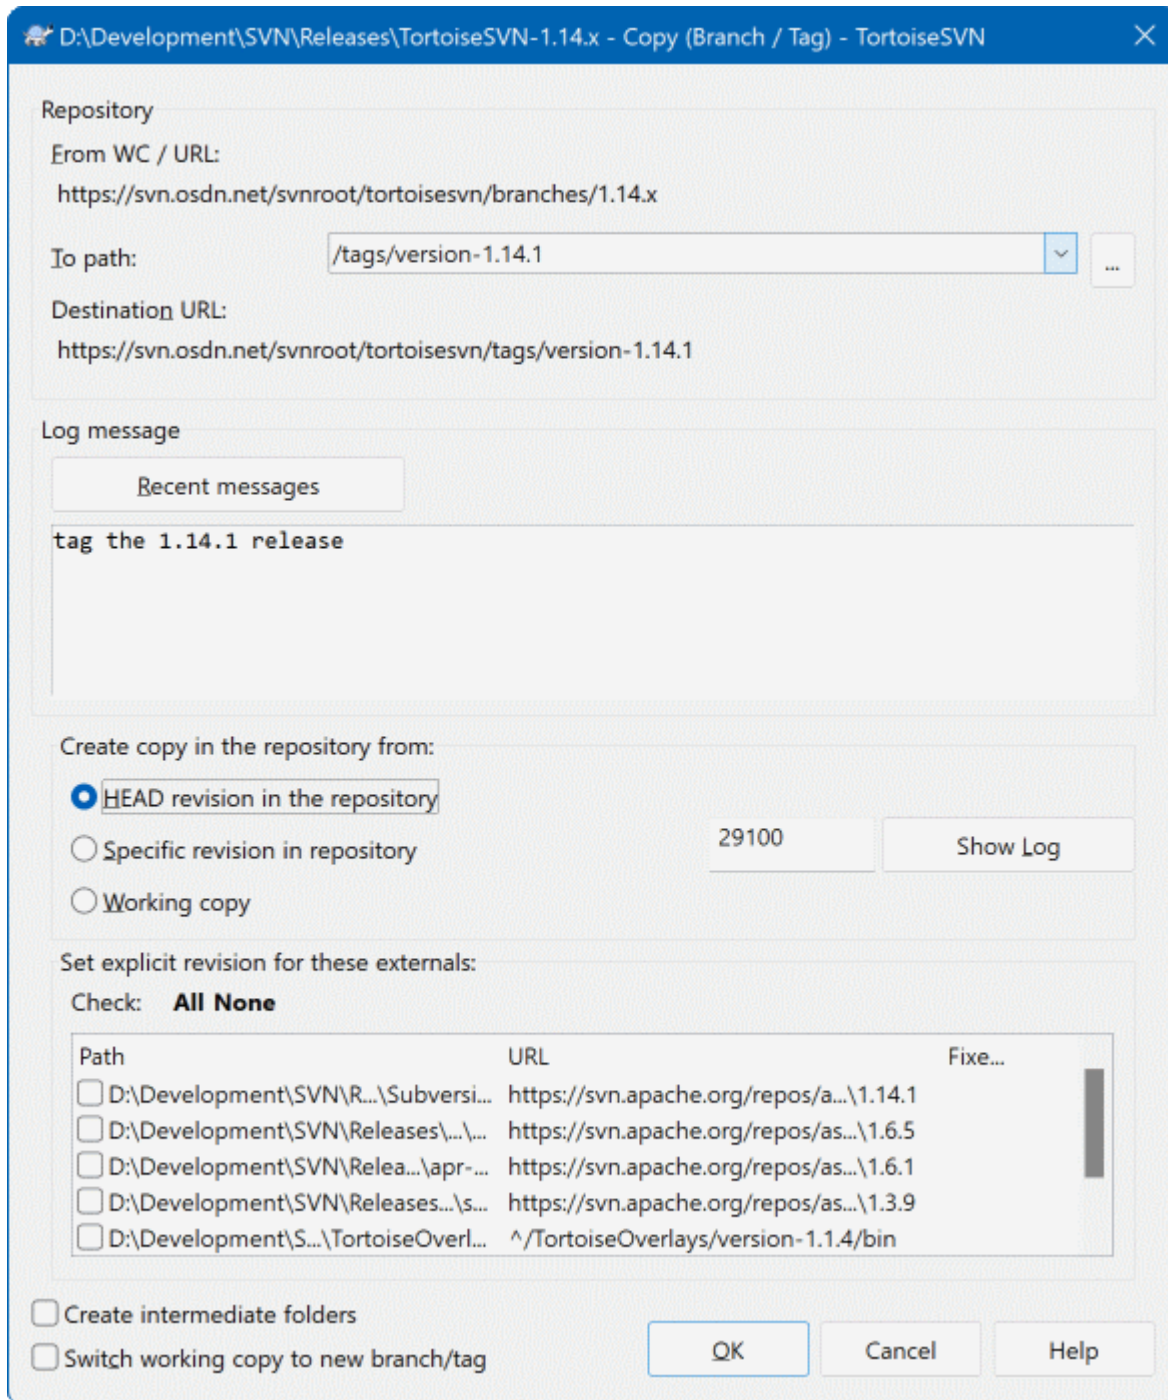 D:\Development\SVN\Releases\TortoiseSVN-1.14.x - Copy (Branch / Tag) - TortoiseSVN
Repository
From WC / URL:
https://svn.osdn.net/svnroot/tortoisesvn/branches/1.14.x
To path: /tags/version-1.14.1 ...
Destination URL:
https://svn.osdn.net/svnroot/tortoisesvn/tags/version-1.14.1
Log message
Recent messages
tag the 1.14.1 release
Create copy in the repository from:
HEAD revision in the repository
Specific revision in repository 29100 Show Log
Working copy
Set explicit revision for these externals:
Check: All None
Path URL Fixe...
D:\Development\SVN\R...\Subversi... https://svn.apache.org/repos/a...\1.14.1
D:\Development\SVN\Releases\...\... https://svn.apache.org/repos/as...\1.6.5
D:\Development\SVN\Relea...\apr-... https://svn.apache.org/repos/as...\1.6.1
D:\Development\SVN\Releases...\s... https://svn.apache.org/repos/as...\1.3.9
D:\Development\S...\TortoiseOverl... ^/TortoiseOverlays/version-1.1.4/bin
Create intermediate folders
Switch working copy to new branch/tag
OK Cancel Help